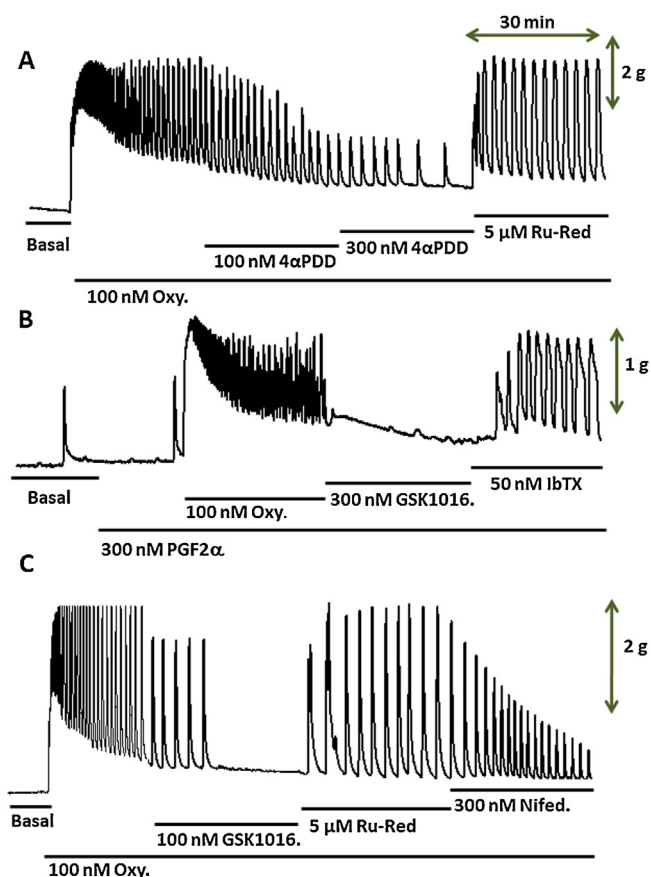 30 min
A
2 g
Basal
100 nM 4αPDD
300 nM 4αPDD
5 µM Ru-Red
100 nM Oxy.
B
1 g
Basal
100 nM Oxy.
300 nM GSK1016.
50 nM IbTX
300 nM PGF2α
C
2 g
Basal
100 nM GSK1016.
5 µM Ru-Red
300 nM Nifed.
100 nM Oxy.